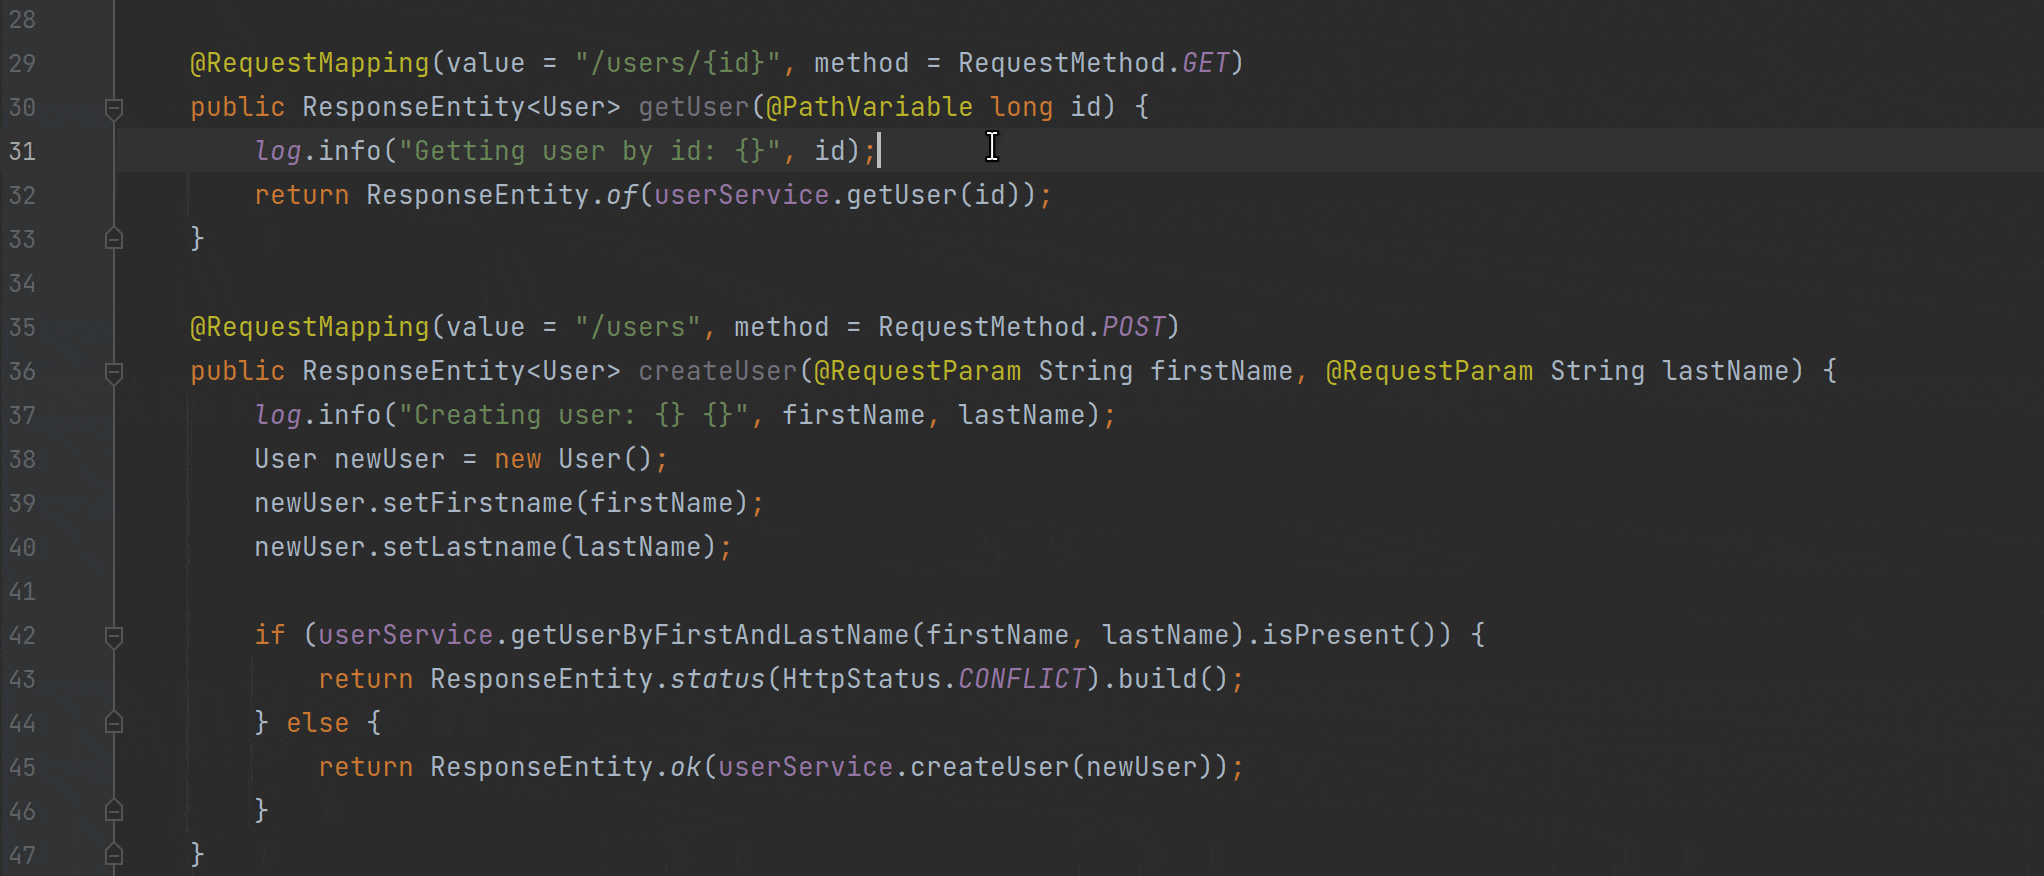 28
29 @RequestMapping(value = "/users/{id}", method = RequestMethod.GET)
30 public ResponseEntity<User> getUser(@PathVariable long id) {
31 log.info("Getting user by id: {}", id);
32 return ResponseEntity.of(userService.getUser(id));
33 }
34
35 @RequestMapping(value = "/users", method = RequestMethod.POST)
36 public ResponseEntity<User> createUser(@RequestParam String firstName, @RequestParam String lastName) {
37 log.info("Creating user: {} {}", firstName, lastName);
38 User newUser = new User();
39 newUser.setFirstname(firstName);
40 newUser.setLastname(lastName);
41
42 if (userService.getUserByFirstAndLastName(firstName, lastName).isPresent()) {
43 return ResponseEntity.status(HttpStatus.CONFLICT).build();
44 } else {
45 return ResponseEntity.ok(userService.createUser(newUser));
46 }
47 }